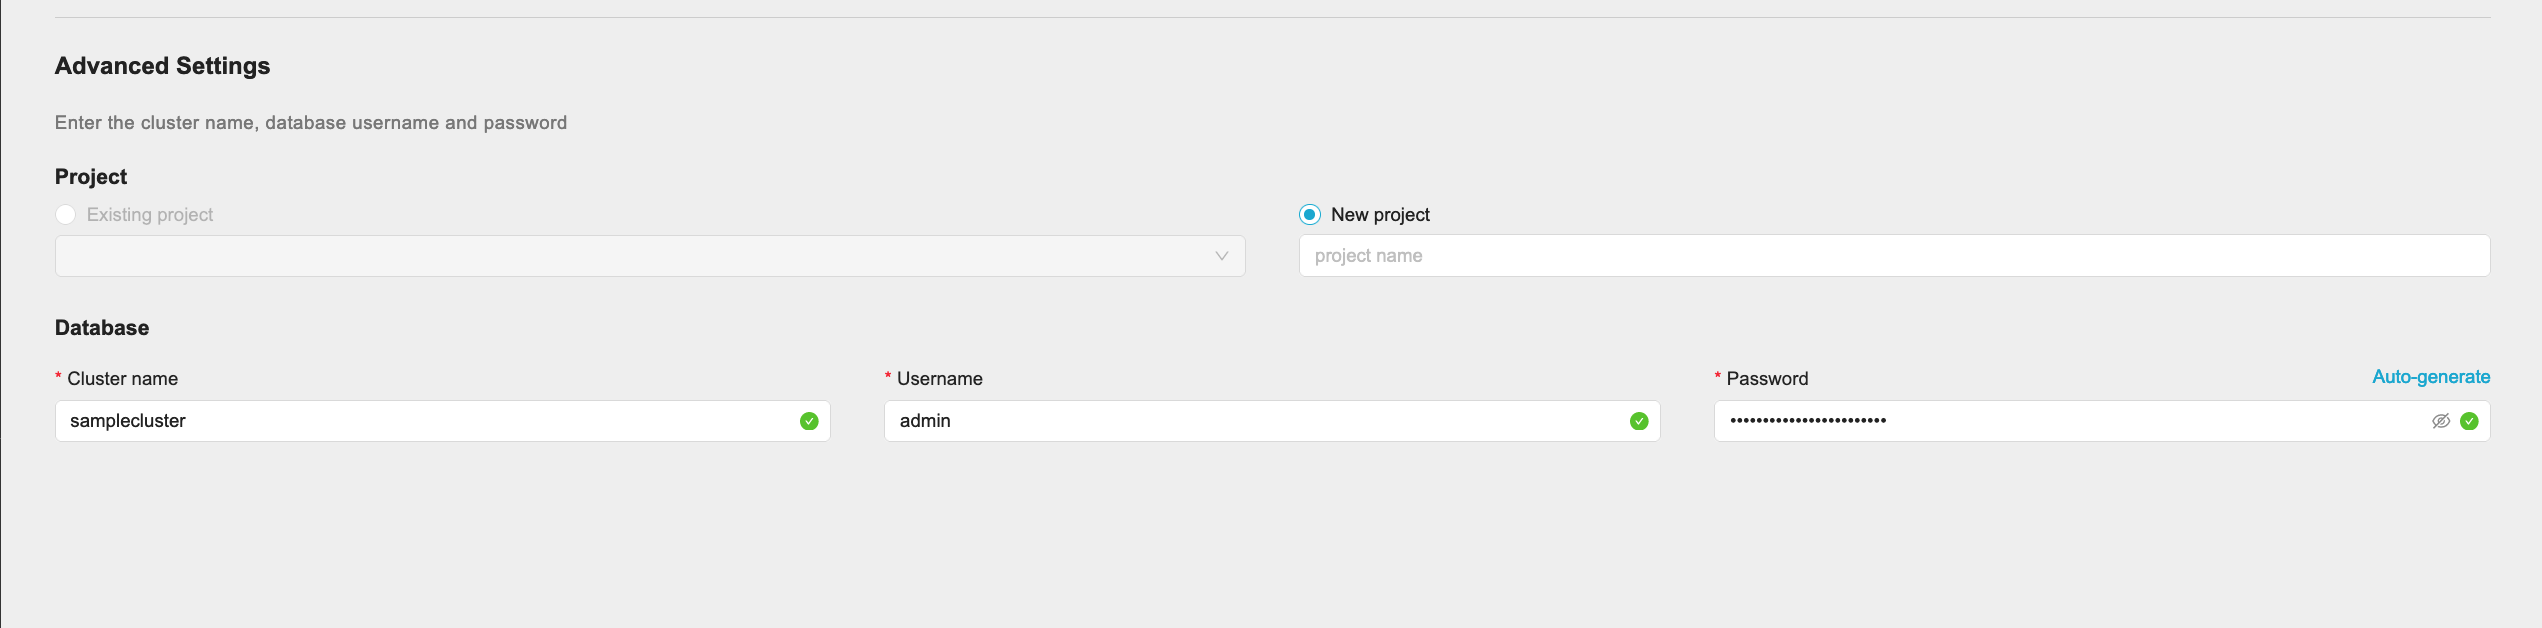 Advanced Settings
Enter the cluster name, database username and password
Project
Existing project
New project
project name
Database
* Cluster name
* Username
* Password
Auto-generate
samplecluster
admin
••••••••••••••••••••••••